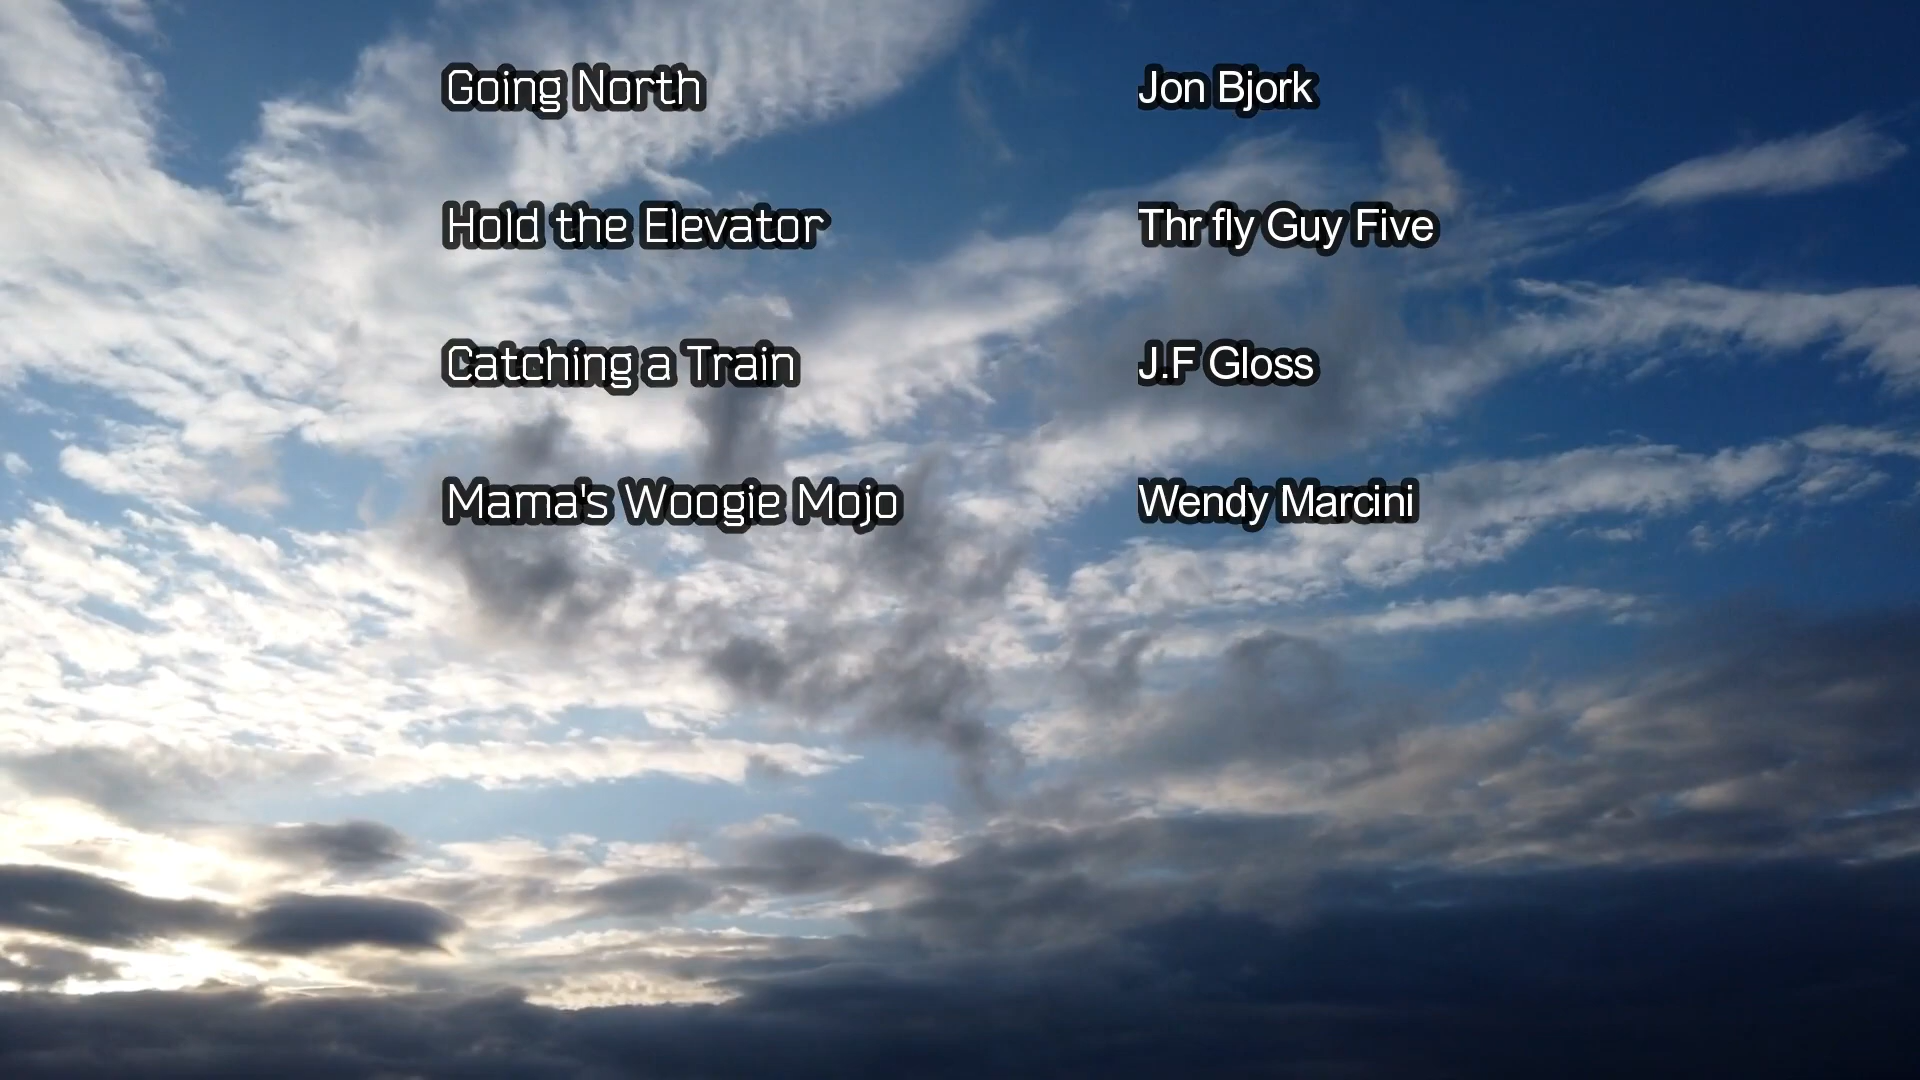 Going North Jon Bjork
Hold the Elevator Thr fly Guy Five
Catching a Train J.F Gloss
Mama's Woogie Mojo Wendy Marcini